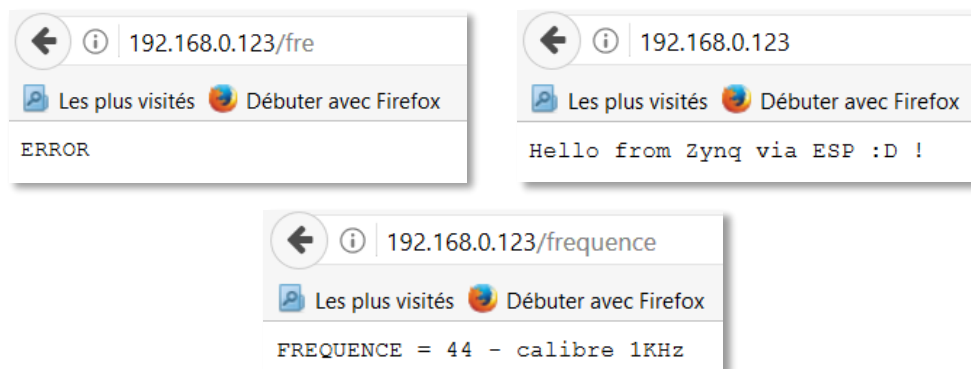 192.168.0.123/fre
Les plus visités Débuter avec Firefox
ERROR
192.168.0.123
Les plus visités Débuter avec Firefox
Hello from Zynq via ESP :D !
192.168.0.123/frequence
Les plus visités Débuter avec Firefox
FREQUENCE = 44 - calibre 1KHz